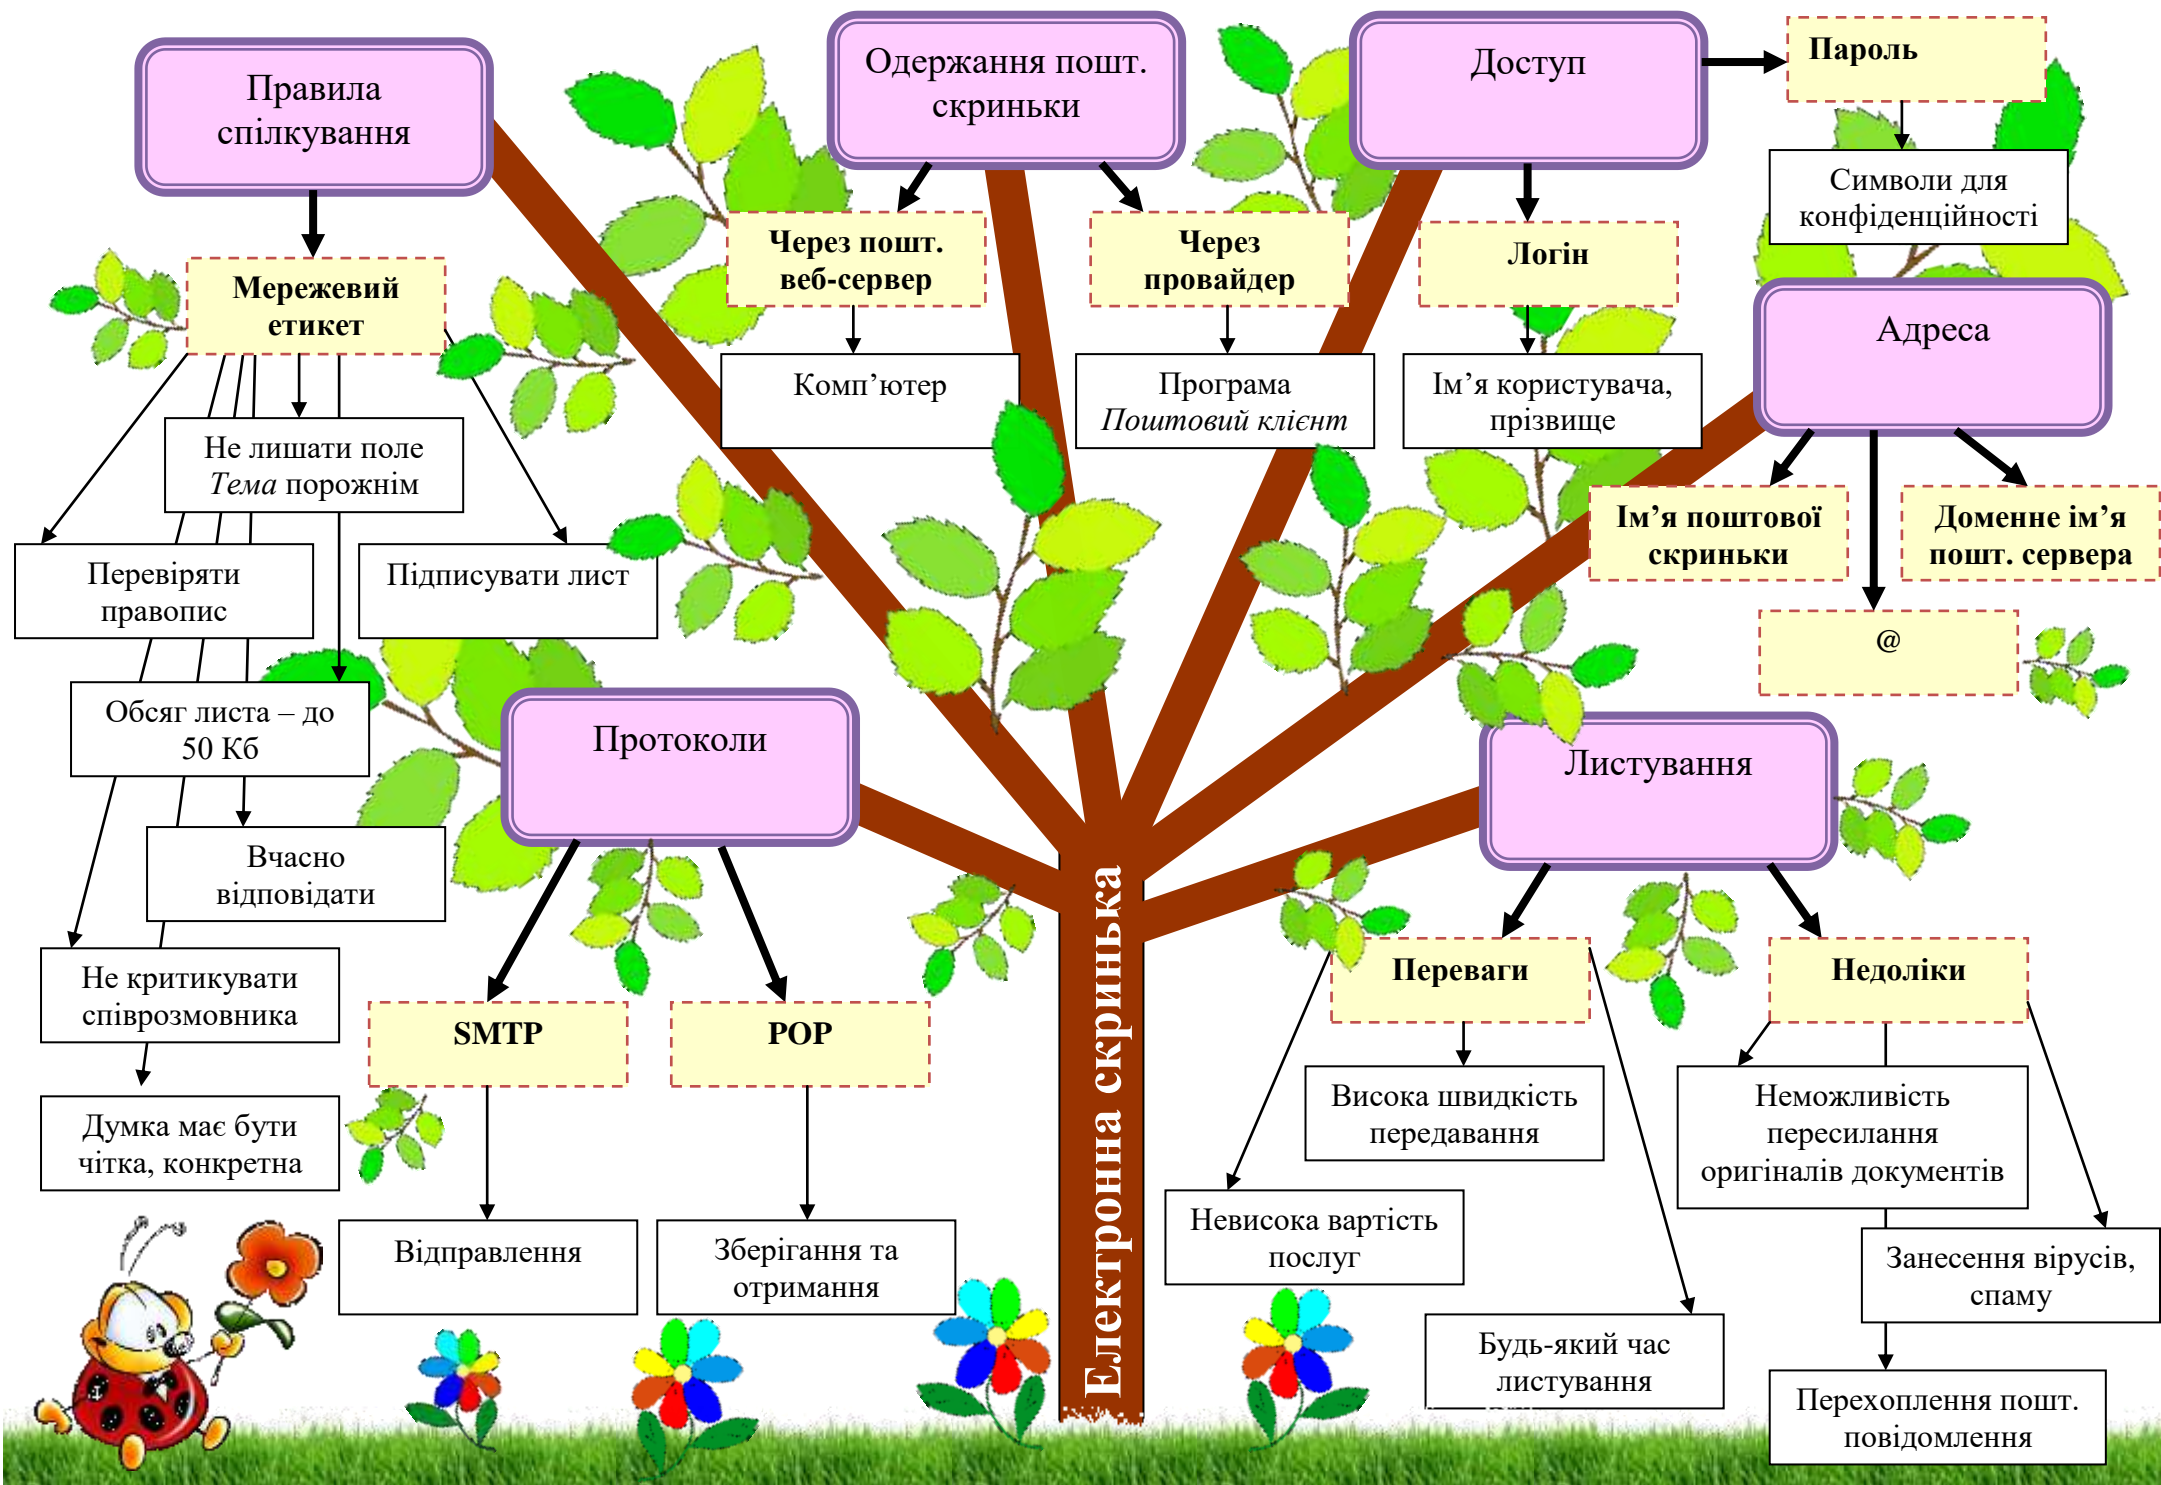 Правила
спілкування
Мережевий
етикет
Не лишати поле
Тема порожнім
Перевіряти
правопис
Підписувати лист
Обсяг листа – до
50 Кб
Вчасно
відповідати
Не критикувати
співрозмовника
Думка має бути
чітка, конкретна
Протоколи
SMTP
POP
Відправлення
Зберігання та
отримання
Одержання пошт.
скриньки
Через пошт.
веб-сервер
Через
провайдер
Комп’ютер
Програма
Поштовий клієнт
Доступ
Пароль
Символи для
конфіденційності
Логін
Ім’я користувача,
прізвище
Адреса
Ім’я поштової
скриньки
Доменне ім’я
пошт. сервера
@
Листування
Переваги
Недоліки
Висока швидкість
передавання
Невисока вартість
послуг
Будь-який час
листування
Неможливість
пересилання
оригіналів документів
Занесення вірусів,
спаму
Перехоплення пошт.
повідомлення
Електронна скринька